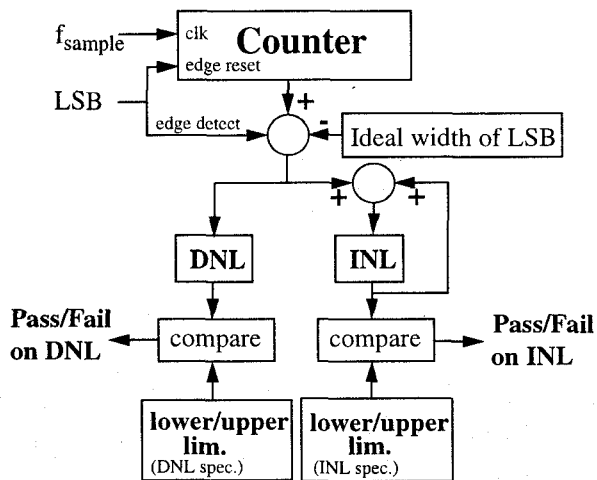 f_sample
clk
Counter
edge reset
LSB
+
edge detect
-
Ideal width of LSB
+
+
DNL
INL
Pass/Fail
on DNL
compare
compare
Pass/Fail
on INL
lower/upper
lim.
(DNL spec.)
lower/upper
lim.
(INL spec.)